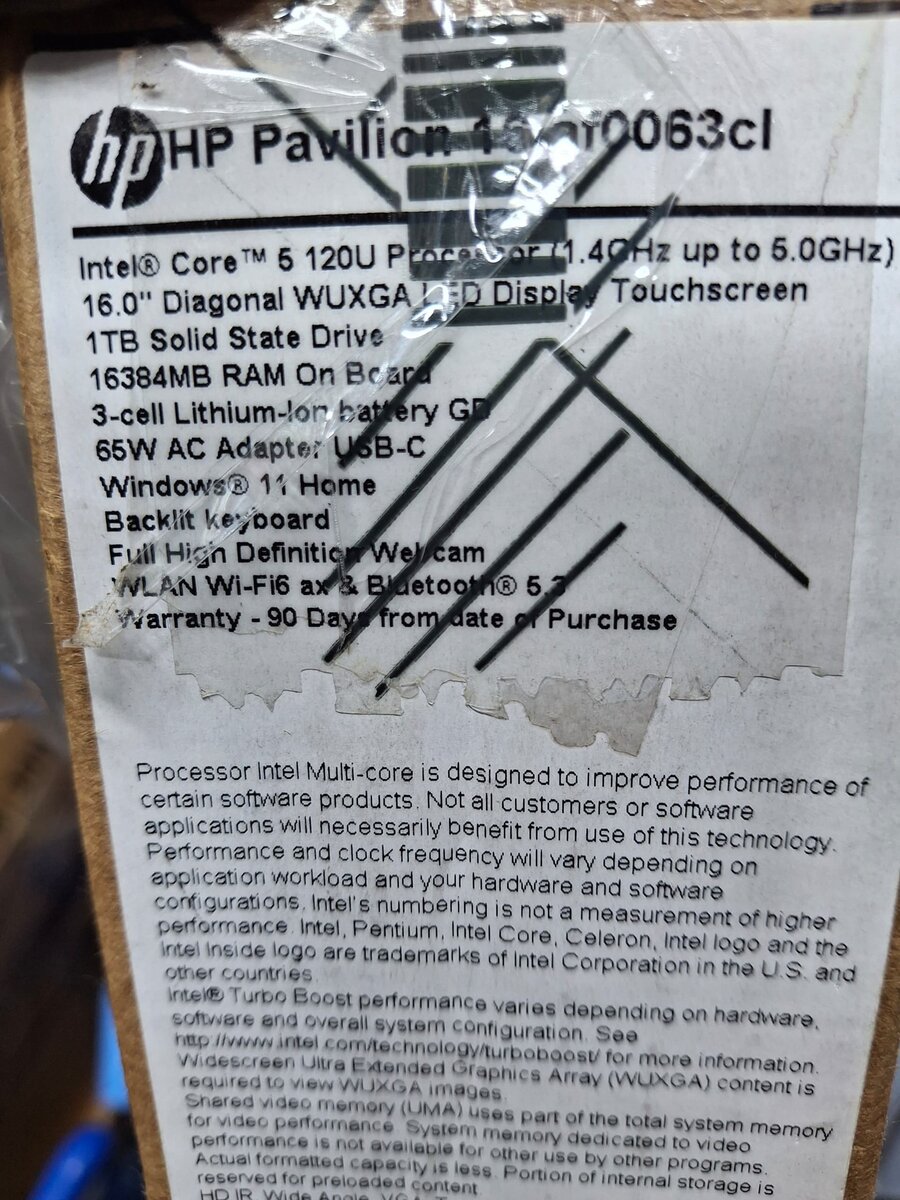 hp HP Pavilion 0063cl
Intel® Core™ 5 120U Processor (1.4GHz up to 5.0GHz)
16.0" Diagonal WUXGA LED Display Touchscreen
1TB Solid State Drive
16384MB RAM On Board
3-cell Lithium-Ion battery
65W AC Adapter USB-C
Windows® 11 Home
Backlit keyboard
Full High Definition Webcam
WLAN Wi-Fi6 ax & Bluetooth® 5.3
Warranty - 90 Days from date of Purchase
Processor Intel Multi-core is designed to improve performance of
certain software products. Not all customers or software
applications will necessarily benefit from use of this technology.
Performance and clock frequency will vary depending on
application workload and your hardware and software
configurations. Intel's numbering is not a measurement of higher
performance. Intel, Pentium, Intel Core, Celeron, Intel logo and the
Intel Inside logo are trademarks of Intel Corporation in the U.S. and
other countries.
Intel® Turbo Boost performance varies depending on hardware,
software and overall system configuration. See
http://www.intel.com/technology/turboboost/ for more information.
Widescreen Ultra Extended Graphics Array (WUXGA) content is
required to view WUXGA images.
Shared video memory (UMA) uses part of the total system memory
for video performance. System memory dedicated to video
performance is not available for other use by other programs.
Actual formatted capacity is less. Portion of internal storage is
reserved for preloaded content.
HD IR, Wide Angle, VGA